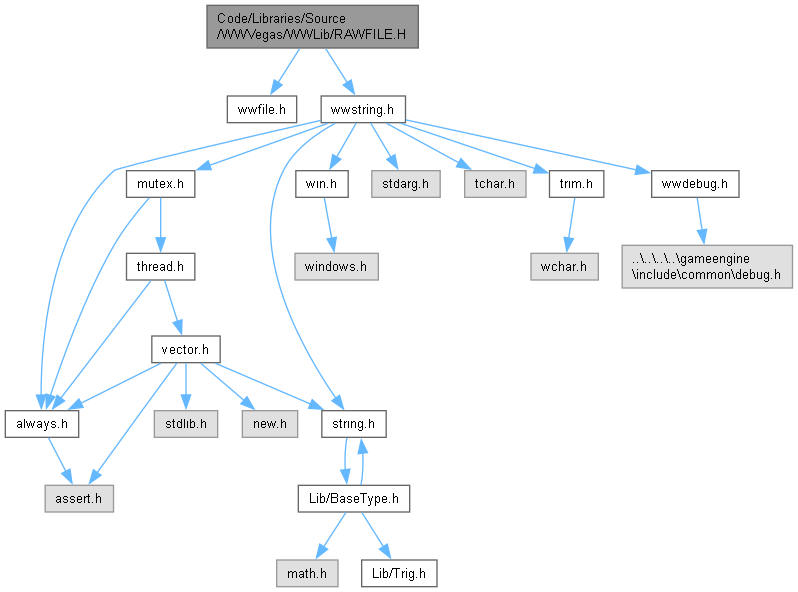 Code/Libraries/Source
/WWVegas/WWLib/RAWFILE.H
wwfile.h
wwstring.h
mutex.h
win.h
stdarg.h
tchar.h
trim.h
wwdebug.h
thread.h
windows.h
wchar.h
..\..\..\..\gameengine
\include\common\debug.h
vector.h
always.h
stdlib.h
new.h
string.h
assert.h
Lib/BaseType.h
math.h
Lib/Trig.h